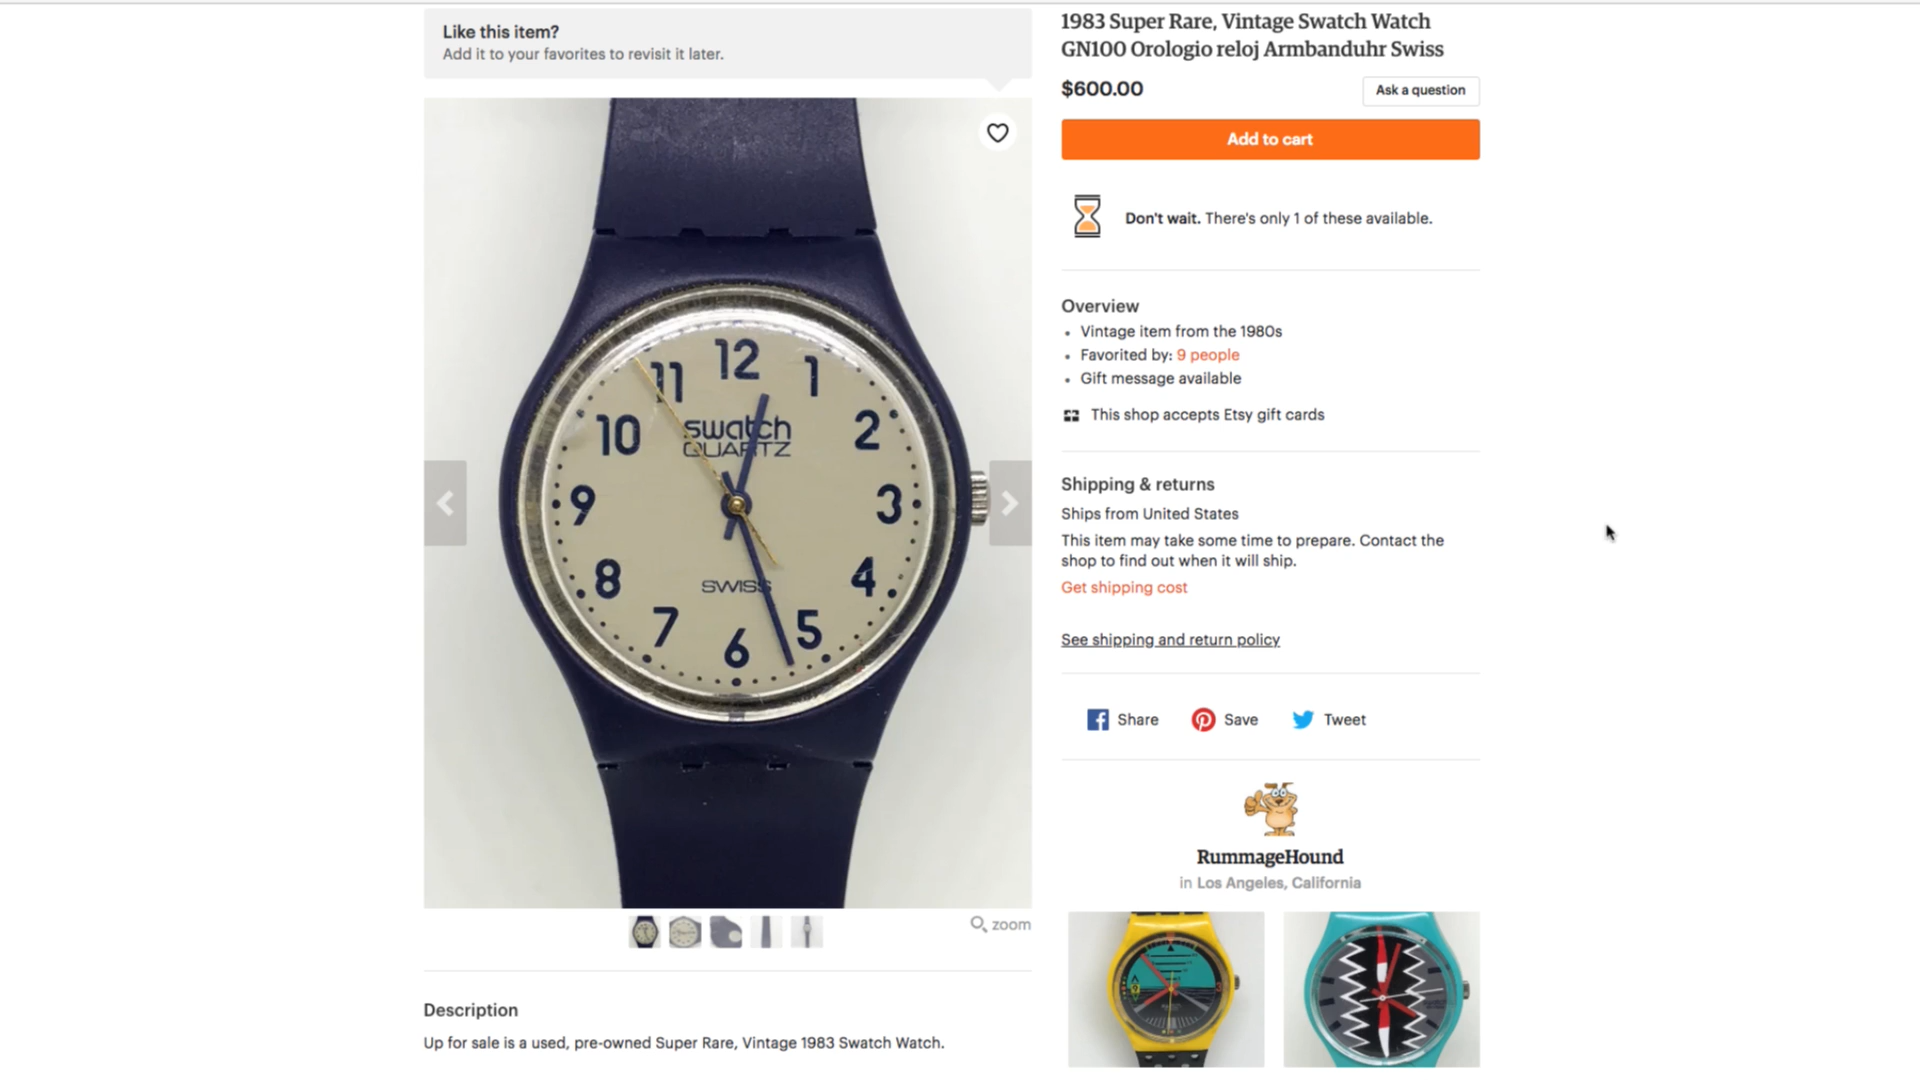 Like this item?
Add it to your favorites to revisit it later.
12
11
1
10
2
swatch
QUARTZ
9
3
8
4
SWISS
7
5
6
zoom
Description
Up for sale is a used, pre-owned Super Rare, Vintage 1983 Swatch Watch.
1983 Super Rare, Vintage Swatch Watch
GN100 Orologio reloj Armbanduhr Swiss
$600.00
Ask a question
Add to cart
Don't wait. There's only 1 of these available.
Overview
Vintage item from the 1980s
Favorited by: 9 people
Gift message available
This shop accepts Etsy gift cards
Shipping & returns
Ships from United States
This item may take some time to prepare. Contact the
shop to find out when it will ship.
Get shipping cost
See shipping and return policy
Share
Save
Tweet
RummageHound
in Los Angeles, California